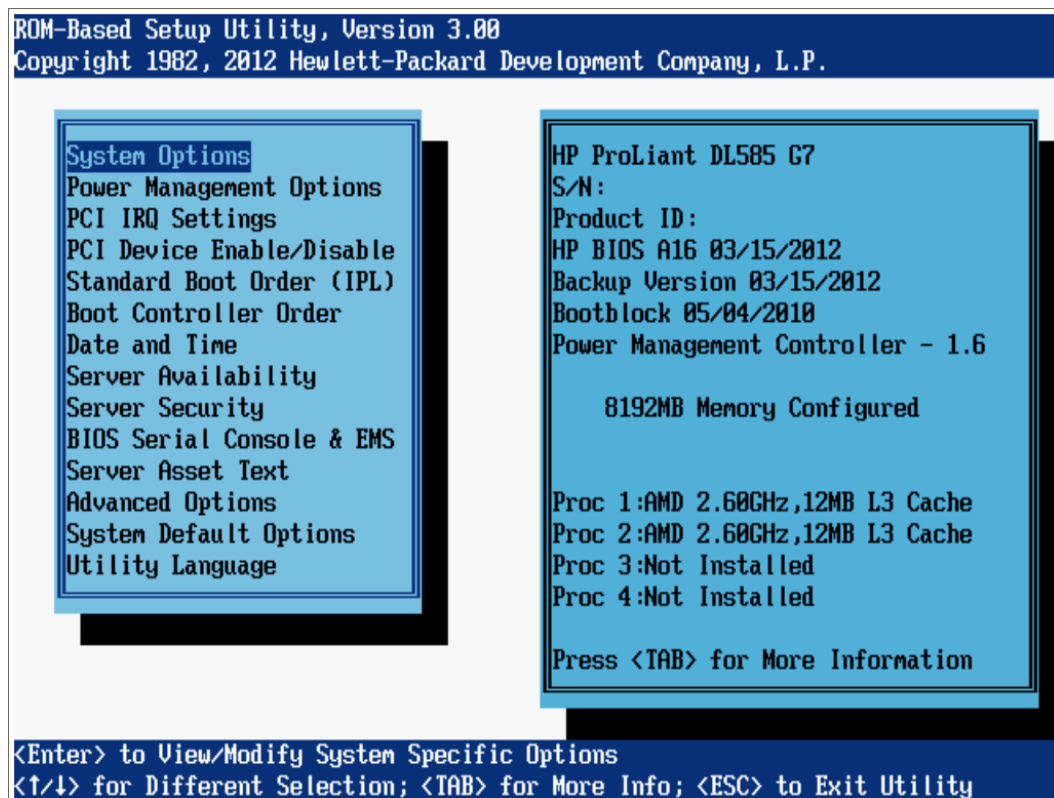 ROM-Based Setup Utility, Version 3.00
Copyright 1982, 2012 Hewlett-Packard Development Company, L.P.
System Options
Power Management Options
PCI IRQ Settings
PCI Device Enable/Disable
Standard Boot Order (IPL)
Boot Controller Order
Date and Time
Server Availability
Server Security
BIOS Serial Console & EMS
Server Asset Text
Advanced Options
System Default Options
Utility Language
HP ProLiant DL585 G7
S/N:
Product ID:
HP BIOS A16 03/15/2012
Backup Version 03/15/2012
Bootblock 05/04/2010
Power Management Controller - 1.6
8192MB Memory Configured
Proc 1:AMD 2.60GHz,12MB L3 Cache
Proc 2:AMD 2.60GHz,12MB L3 Cache
Proc 3:Not Installed
Proc 4:Not Installed
Press <TAB> for More Information
<Enter> to View/Modify System Specific Options
<↑/↓> for Different Selection; <TAB> for More Info; <ESC> to Exit Utility